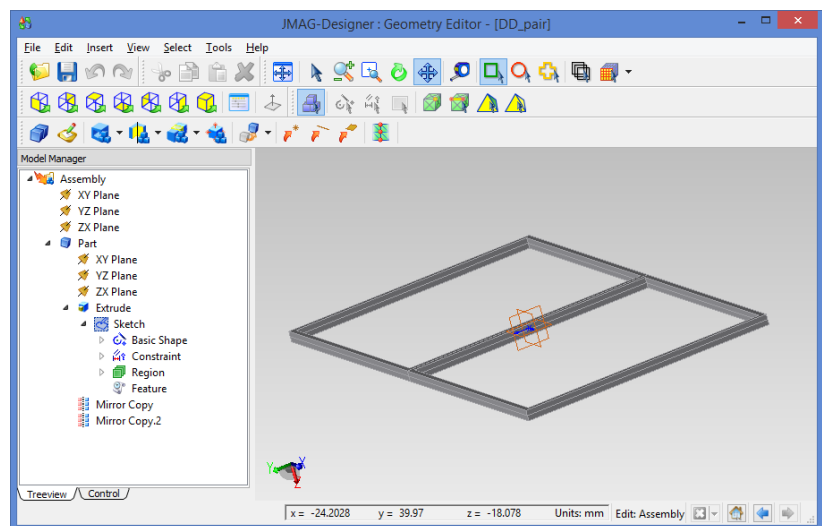 JMAG-Designer : Geometry Editor - [DD_pair]
File Edit Insert View Select Tools Help
Model Manager
Assembly
XY Plane
YZ Plane
ZX Plane
Part
XY Plane
YZ Plane
ZX Plane
Extrude
Sketch
Basic Shape
Constraint
Region
Feature
Mirror Copy
Mirror Copy.2
Y X
Z
Treeview Control
x = -24.2028 y = 39.97 z = -18.078 Units: mm Edit: Assembly